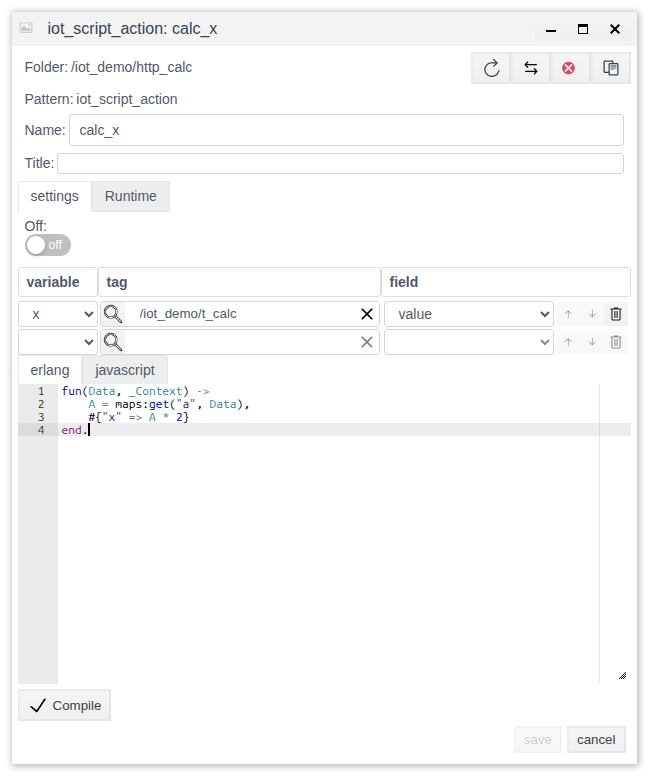 iot_script_action: calc_x
Folder: /iot_demo/http_calc
Pattern: iot_script_action
Name: calc_x
Title:
settings Runtime
Off:
off
variable tag field
x /iot_demo/t_calc value
erlang javascript
1 fun(Data, _Context) ->
2 A = maps:get("a", Data),
3 #{"x" => A * 2}
4 end.
Compile
save cancel